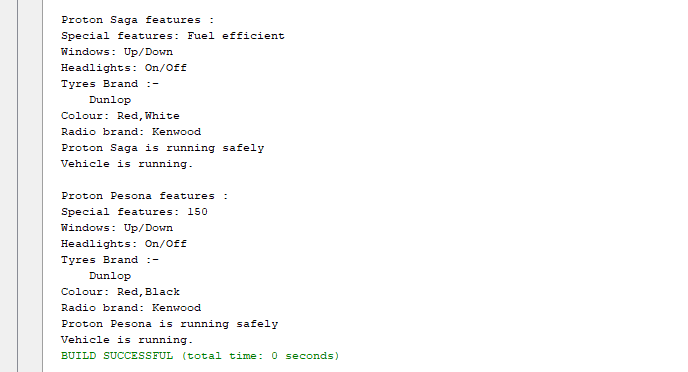 Proton Saga features :
Special features: Fuel efficient
Windows: Up/Down
Headlights: On/Off
Tyres Brand :-
    Dunlop
Colour: Red,White
Radio brand: Kenwood
Proton Saga is running safely
Vehicle is running.

Proton Pesona features :
Special features: 150
Windows: Up/Down
Headlights: On/Off
Tyres Brand :-
    Dunlop
Colour: Red,Black
Radio brand: Kenwood
Proton Pesona is running safely
Vehicle is running.
BUILD SUCCESSFUL (total time: 0 seconds)